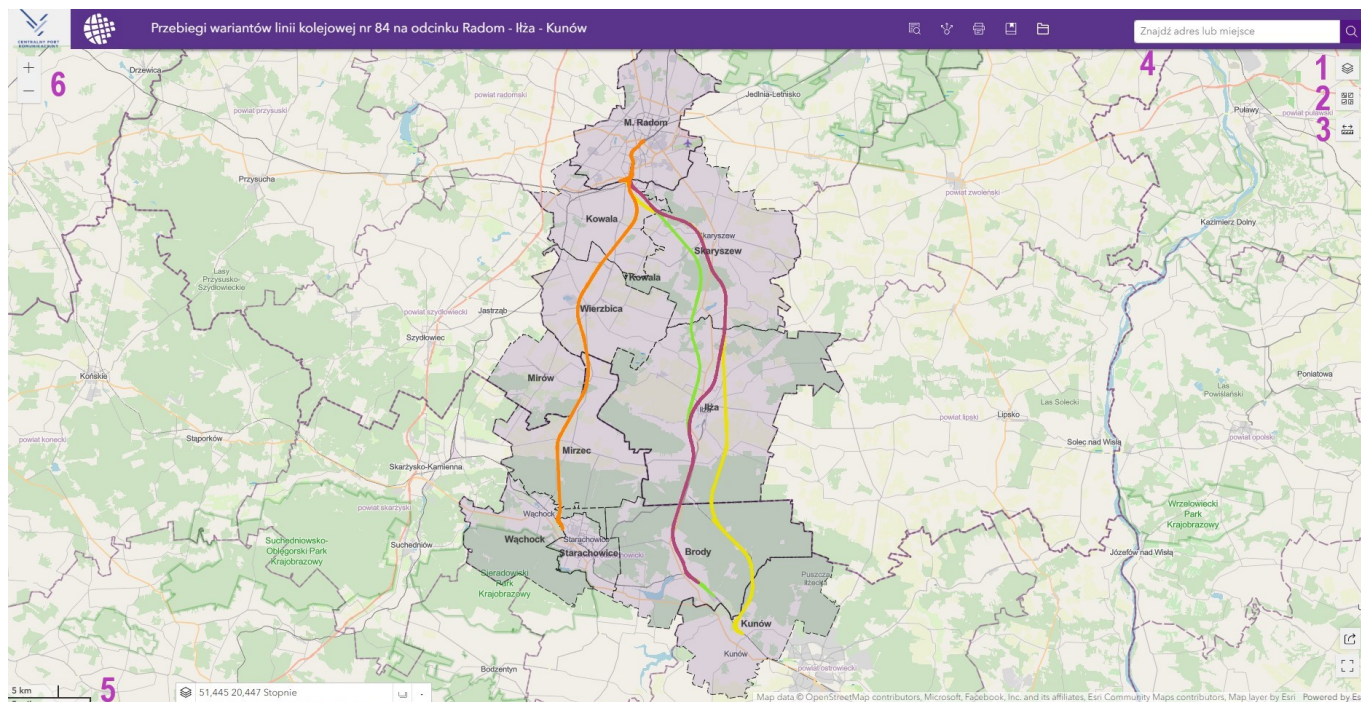 CENTRALNY PORT
KOMUNIKACYJNY
Przebiegi wariantów linii kolejowej nr 84 na odcinku Radom - Iłża - Kunów
Znajdź adres lub miejsce
4
1
6
2
3
5
Drzewica
powiat radomski
Jedlnia-Letnisko
powiat przysuski
Puławy
powiat puławski
M. Radom
Przysucha
powiat zwoleński
Kazimierz Dolny
Kowala
Skaryszew
Skaryszew
Lasy
Przysusko-
Szydłowieckie
Kowala
powiat szydłowiecki
Jastrząb
Wierzbica
Szydłowiec
Końskie
Mirów
Poniatowa
Las Solecki
Las
Powiślański
Iłża
powiat lipski
Lipsko
Stąporków
powiat konecki
powiat opolski
Solec nad Wisłą
Mirzec
Skarżysko-Kamienna
powiat skarżyski
Wąchock
Wrzelowiecki
Park
Krajobrazowy
Suchedniowsko-
Oblęgorski Park
Krajobrazowy
Suchedniów
Wąchock
Starachowice
Starachowice
Brody
Józefów nad Wisłą
Sieradowicki
Park
Krajobrazowy
Puszcza
Iłżecka
Kunów
Kunów
Bodzentyn
powiat ostrowiecki
5 km
51,445 20,447 Stopnie
Map data © OpenStreetMap contributors, Microsoft, Facebook, Inc. and its affiliates, Esri Community Maps contributors, Map layer by Esri
Powered by Es